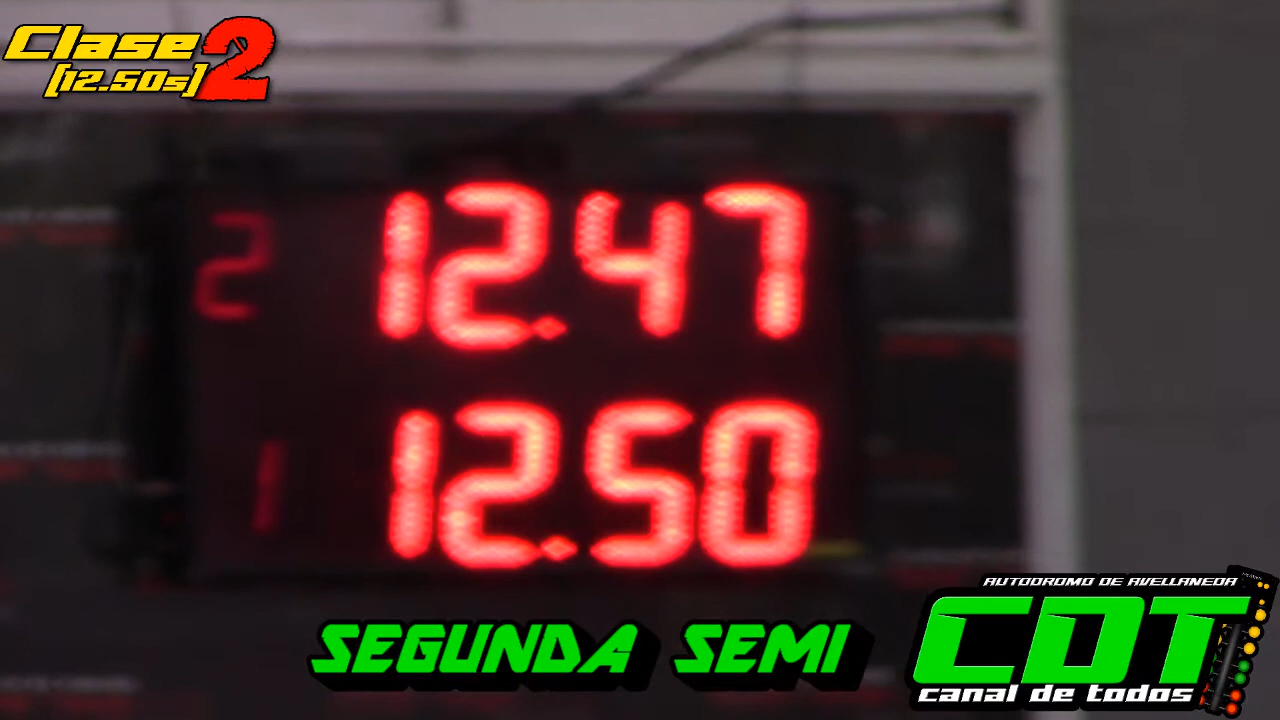 Clase 2
[12.50s]
2 12.47
1 12.50
SEGUNDA SEMI
AUTODROMO DE AVELLANEDA
CDT
canal de todos